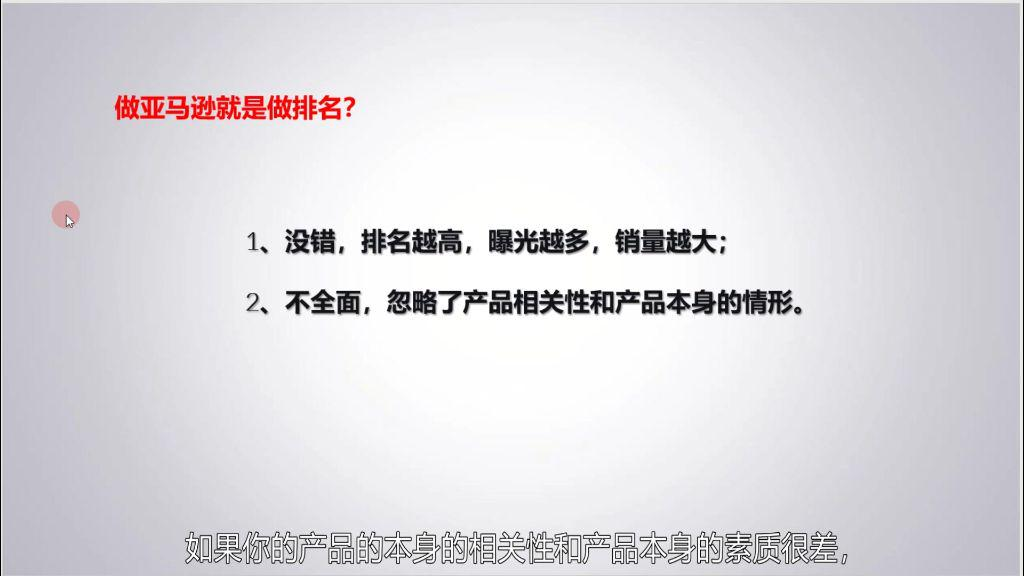 做亚马逊就是做排名？
1、没错，排名越高，曝光越多，销量越大；
2、不全面，忽略了产品相关性和产品本身的情形。
如果你的产品的本身的相关性和产品本身的素质很差，